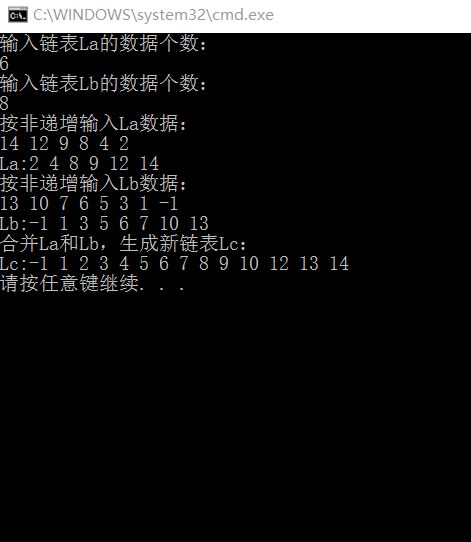 C:\WINDOWS\system32\cmd.exe
输入链表La的数据个数：
6
输入链表Lb的数据个数：
8
按非递增输入La数据：
14 12 9 8 4 2
La:2 4 8 9 12 14
按非递增输入Lb数据：
13 10 7 6 5 3 1 -1
Lb:-1 1 3 5 6 7 10 13
合并La和Lb，生成新链表Lc：
Lc:-1 1 2 3 4 5 6 7 8 9 10 12 13 14
请按任意键继续. . .